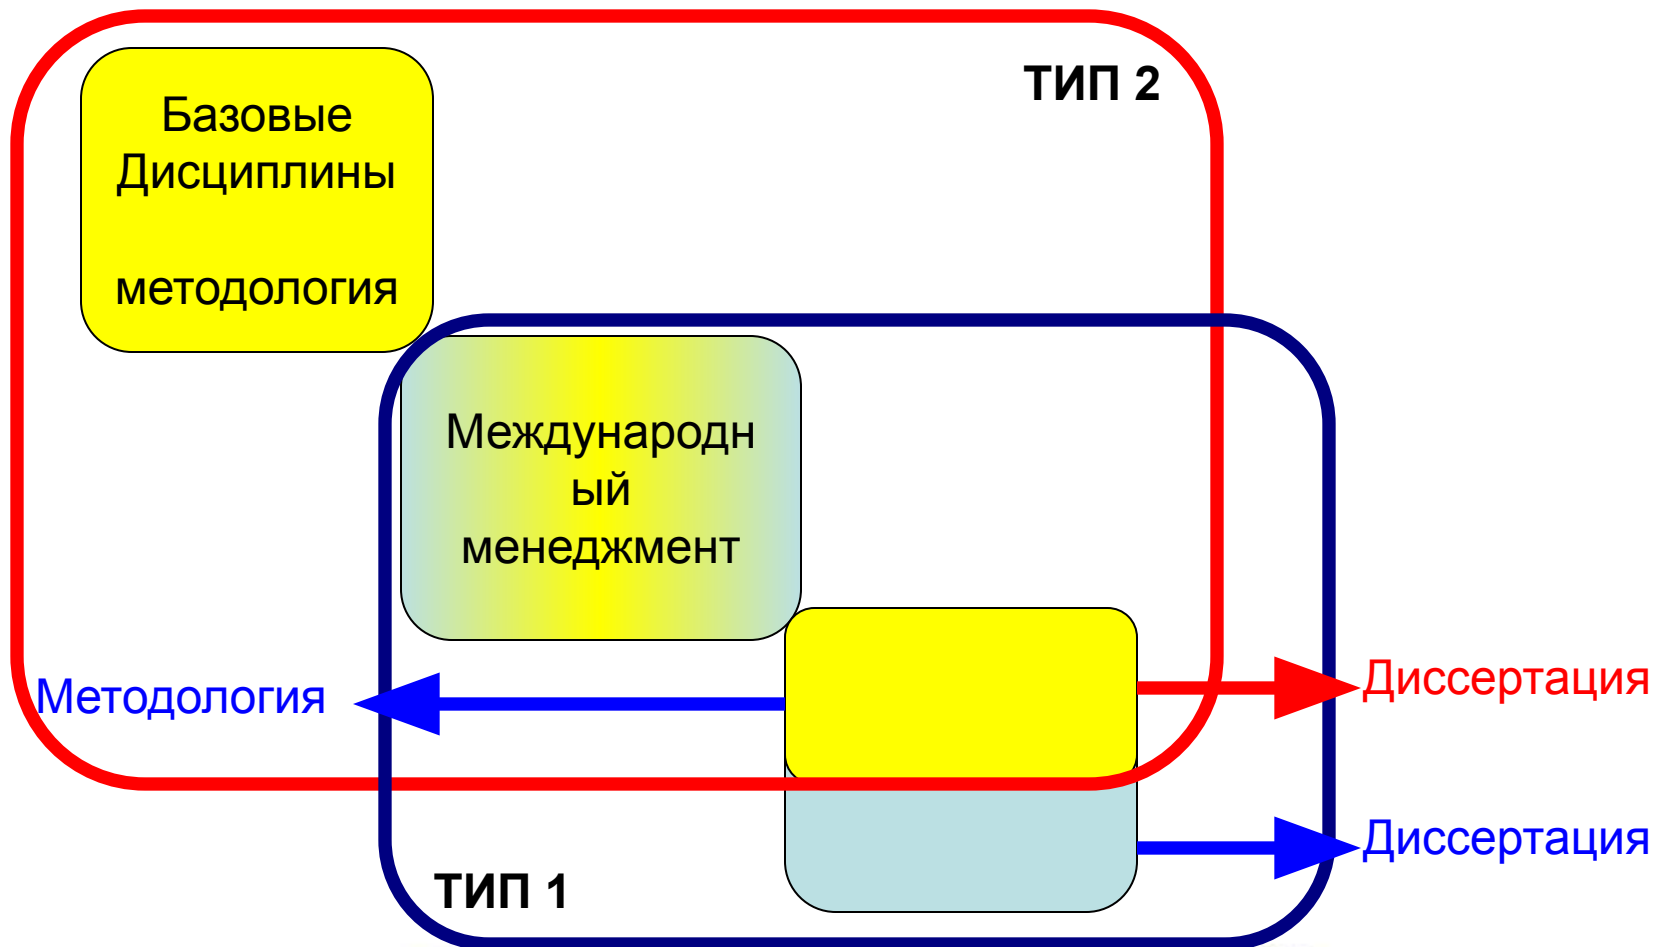 ТИП 2
Базовые
Дисциплины
методология
Международн
ый
менеджмент
Методология
Диссертация
Диссертация
ТИП 1